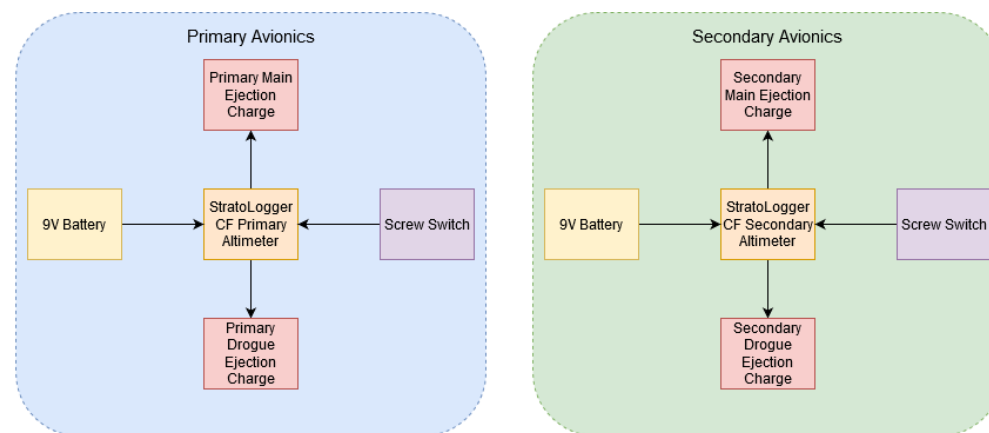 Primary Avionics
Primary Main
Ejection
Charge
9V Battery
StratoLogger
CF Primary
Altimeter
Screw Switch
Primary
Drogue
Ejection
Charge
Secondary Avionics
Secondary
Main Ejection
Charge
9V Battery
StratoLogger
CF Secondary
Altimeter
Screw Switch
Secondary
Drogue
Ejection
Charge